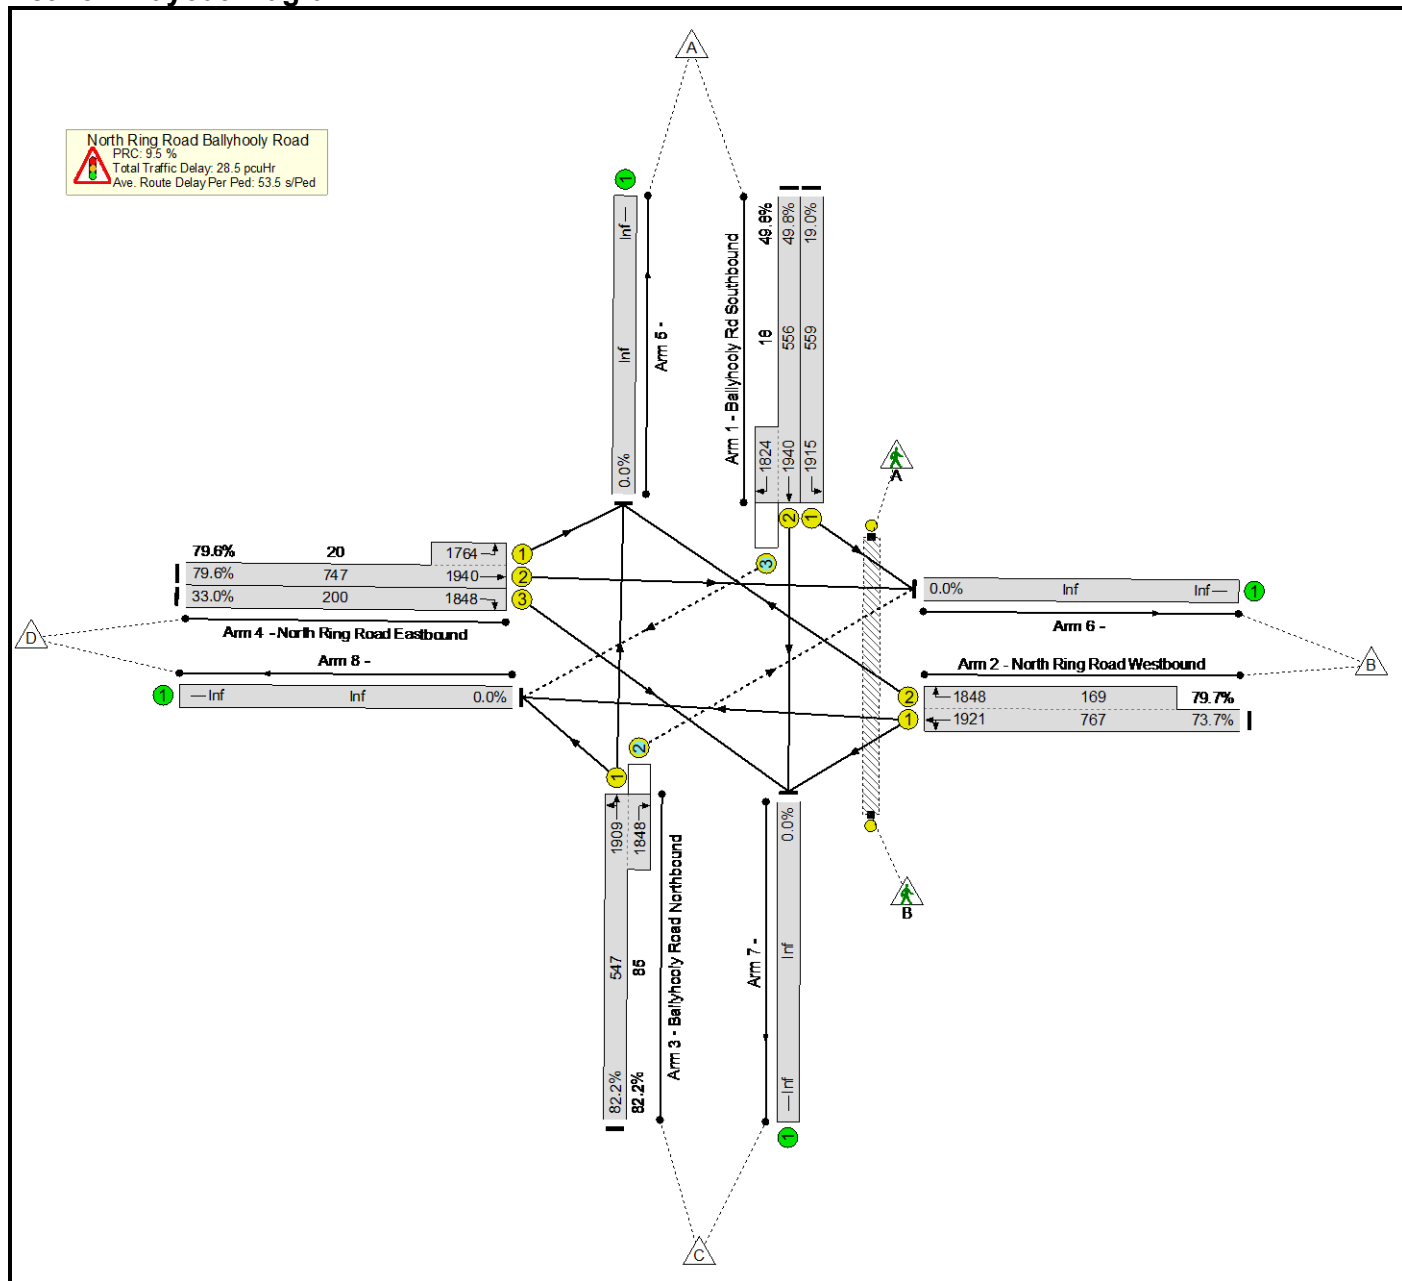 A
North Ring Road Ballyhooly Road
PRC: 9.5 %
Total Traffic Delay: 28.5 pcuHr
Ave. Route Delay Per Ped: 53.5 s/Ped
1
Inf
Inf
0.0%
Arm 5 -
Arm 1 - Ballyhooly Rd Southbound
49.8%
16
1824
49.8%
556
1940
19.0%
559
1915
2
1
3
A
79.6% 20 1764
79.6% 747 1940
33.0% 200 1848
1
2
3
Arm 4 - North Ring Road Eastbound
D
Arm 8 -
1
Inf Inf 0.0%
0.0% Inf Inf
1
Arm 6 -
B
Arm 2 - North Ring Road Westbound
2
1848 169 79.7%
1
1921 767 73.7%
1
2
1909
547
82.2%
1848
85
82.2%
Arm 3 - Ballyhooly Road Northbound
Arm 7 -
0.0%
Inf
Inf
1
B
C